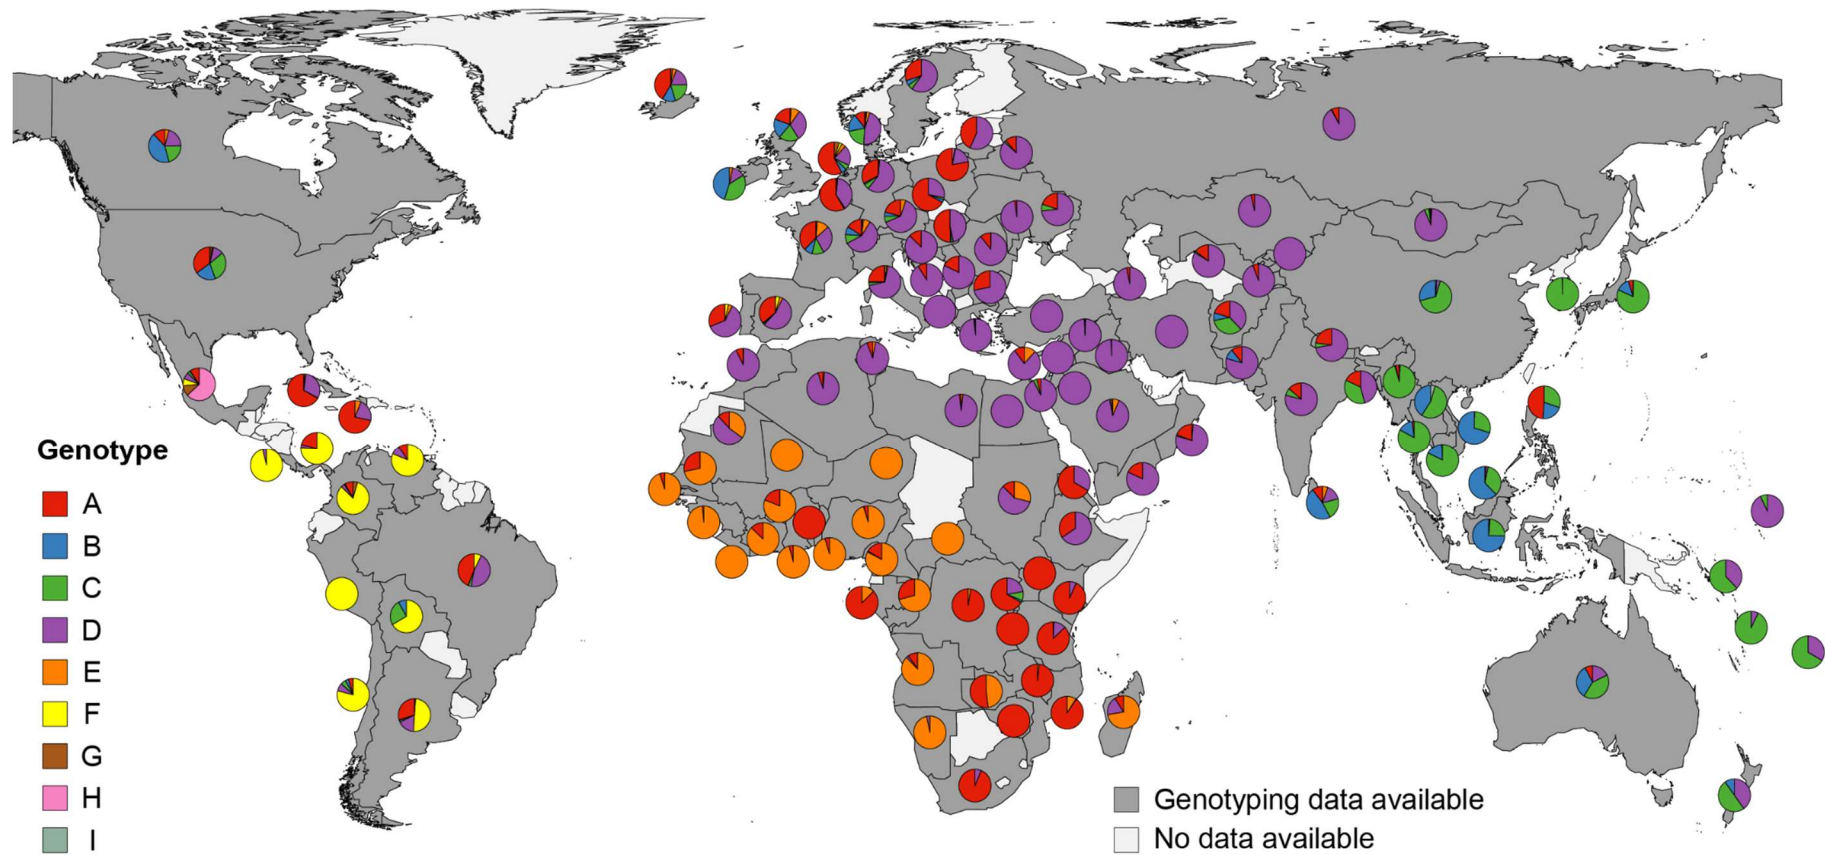 Genotype
A
B
C
D
E
F
G
H
I
Genotyping data available
No data available